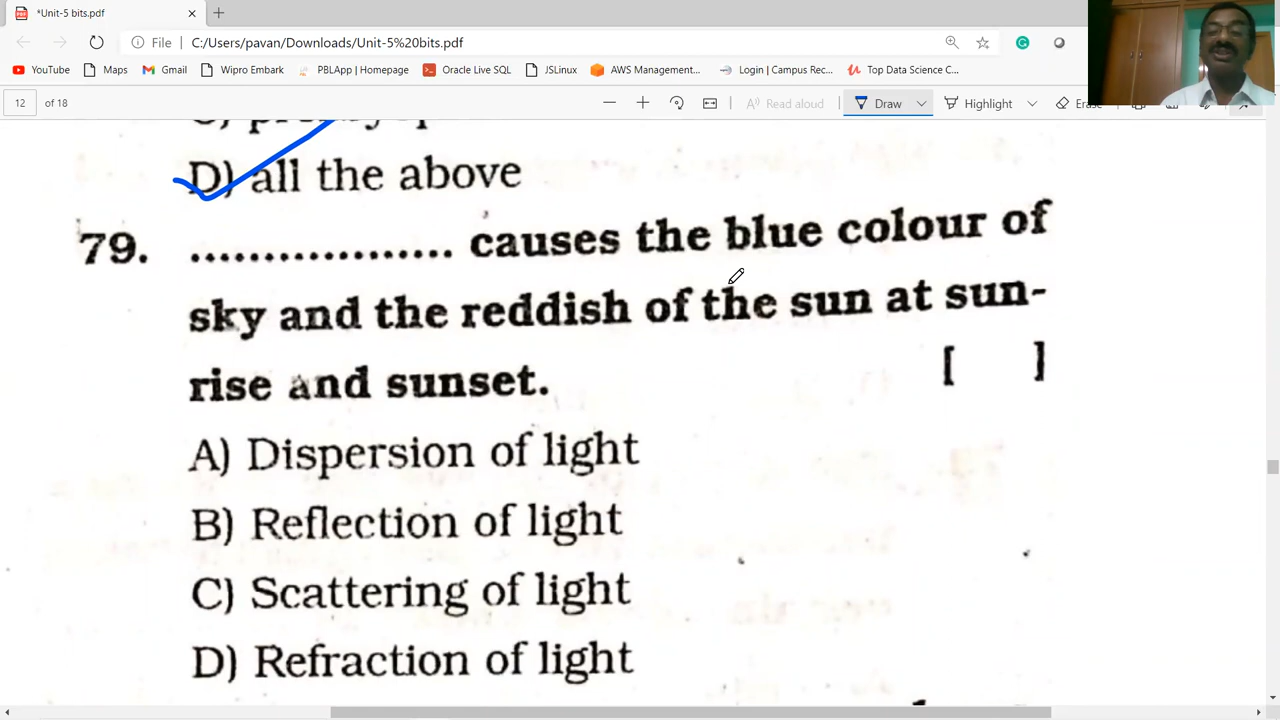 *Unit-5 bits.pdf
File C:/Users/pavan/Downloads/Unit-5%20bits.pdf
YouTube Maps Gmail Wipro Embark PBLApp | Homepage Orcle Live SQL JSLinux AWS Management... Login | Campus Rec... Top Data Science C...
12 of 18 Read aloud Draw Highlight Erase
D) all the above
79. .................. causes the blue colour of
sky and the reddish of the sun at sun-
rise and sunset. [ ]
A) Dispersion of light
B) Reflection of light
C) Scattering of light
D) Refraction of light